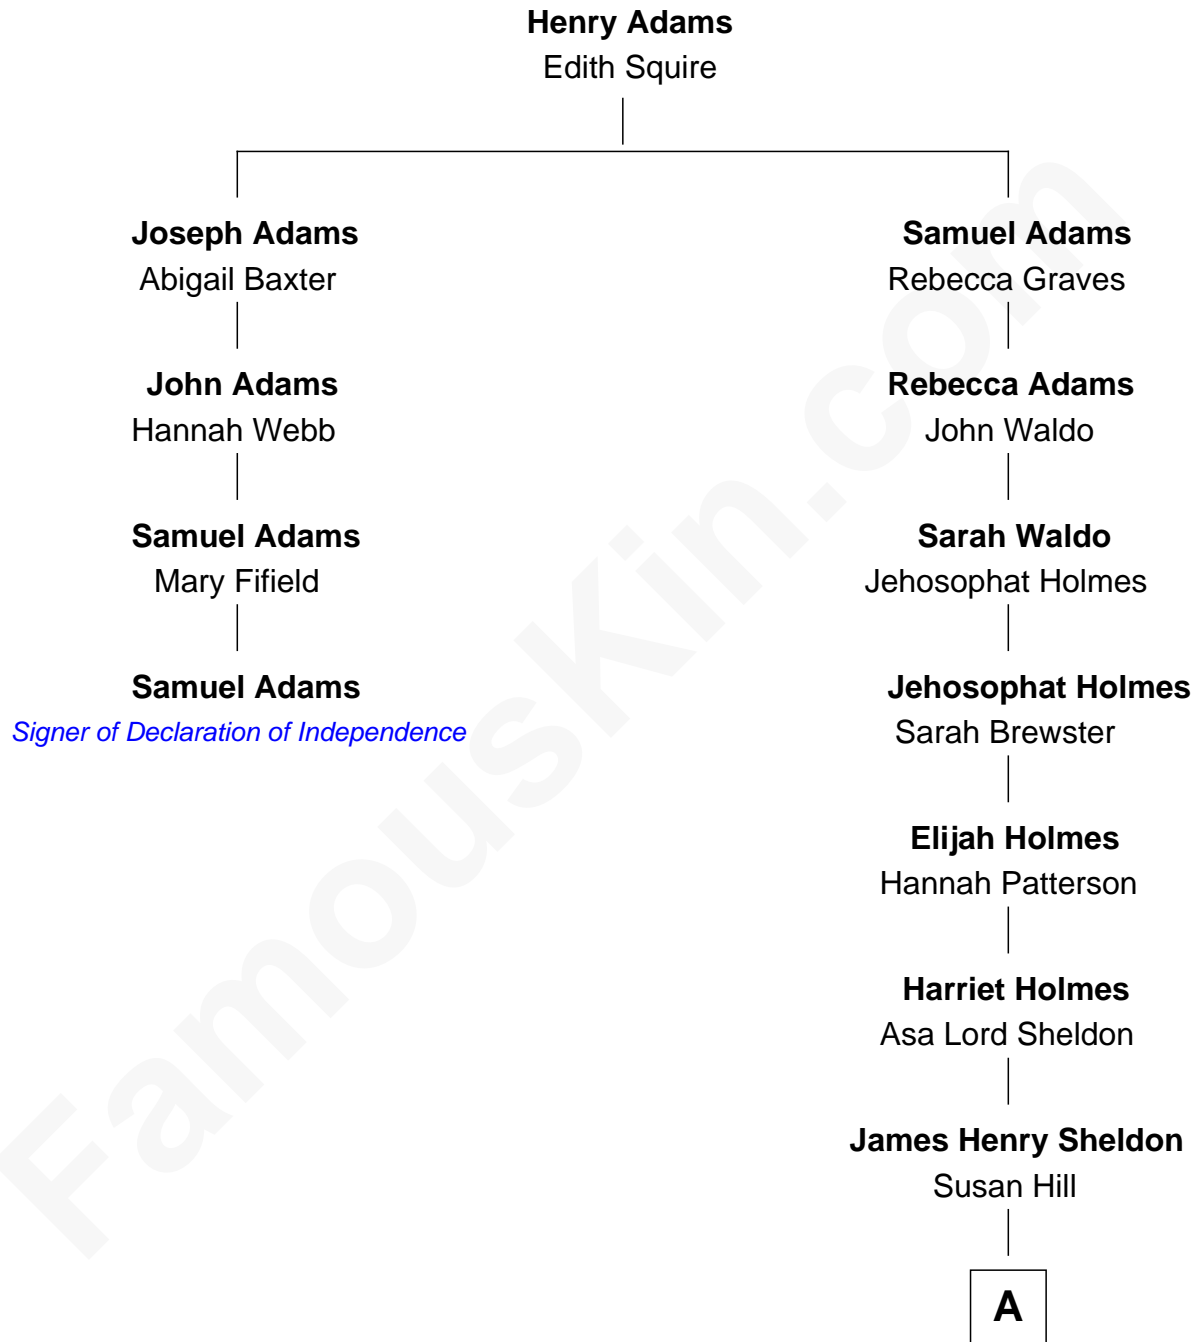 Henry Adams
Edith Squire
Joseph Adams
Abigail Baxter
Samuel Adams
Rebecca Graves
John Adams
Hannah Webb
Rebecca Adams
John Waldo
Samuel Adams
Mary Fifield
Sarah Waldo
Jehosophat Holmes
Samuel Adams
Signer of Declaration of Independence
Jehosophat Holmes
Sarah Brewster
Elijah Holmes
Hannah Patterson
Harriet Holmes
Asa Lord Sheldon
James Henry Sheldon
Susan Hill
A
FamousKin.com